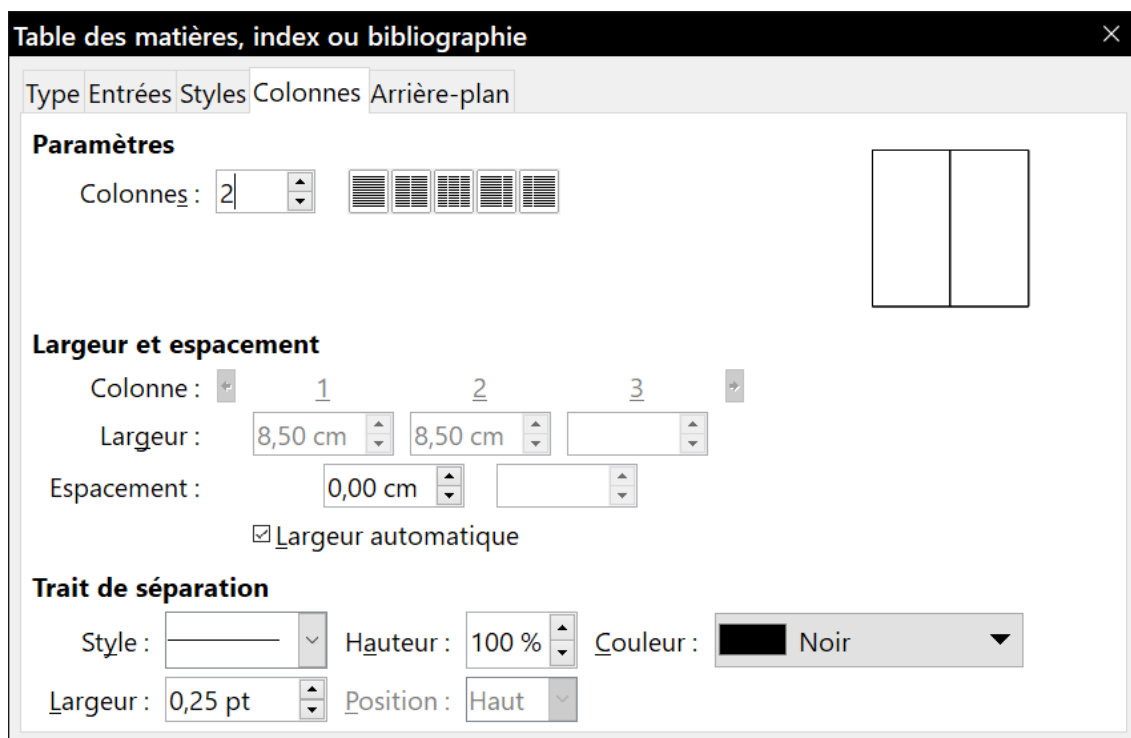 Table des matières, index ou bibliographie
Type Entrées Styles Colonnes Arrière-plan
Paramètres
Colonnes : 2
Largeur et espacement
Colonne : 1 2 3
Largeur : 8,50 cm 8,50 cm
Espacement : 0,00 cm
Largeur automatique
Trait de séparation
Style : Hauteur : 100 % Couleur : Noir
Largeur : 0,25 pt Position : Haut